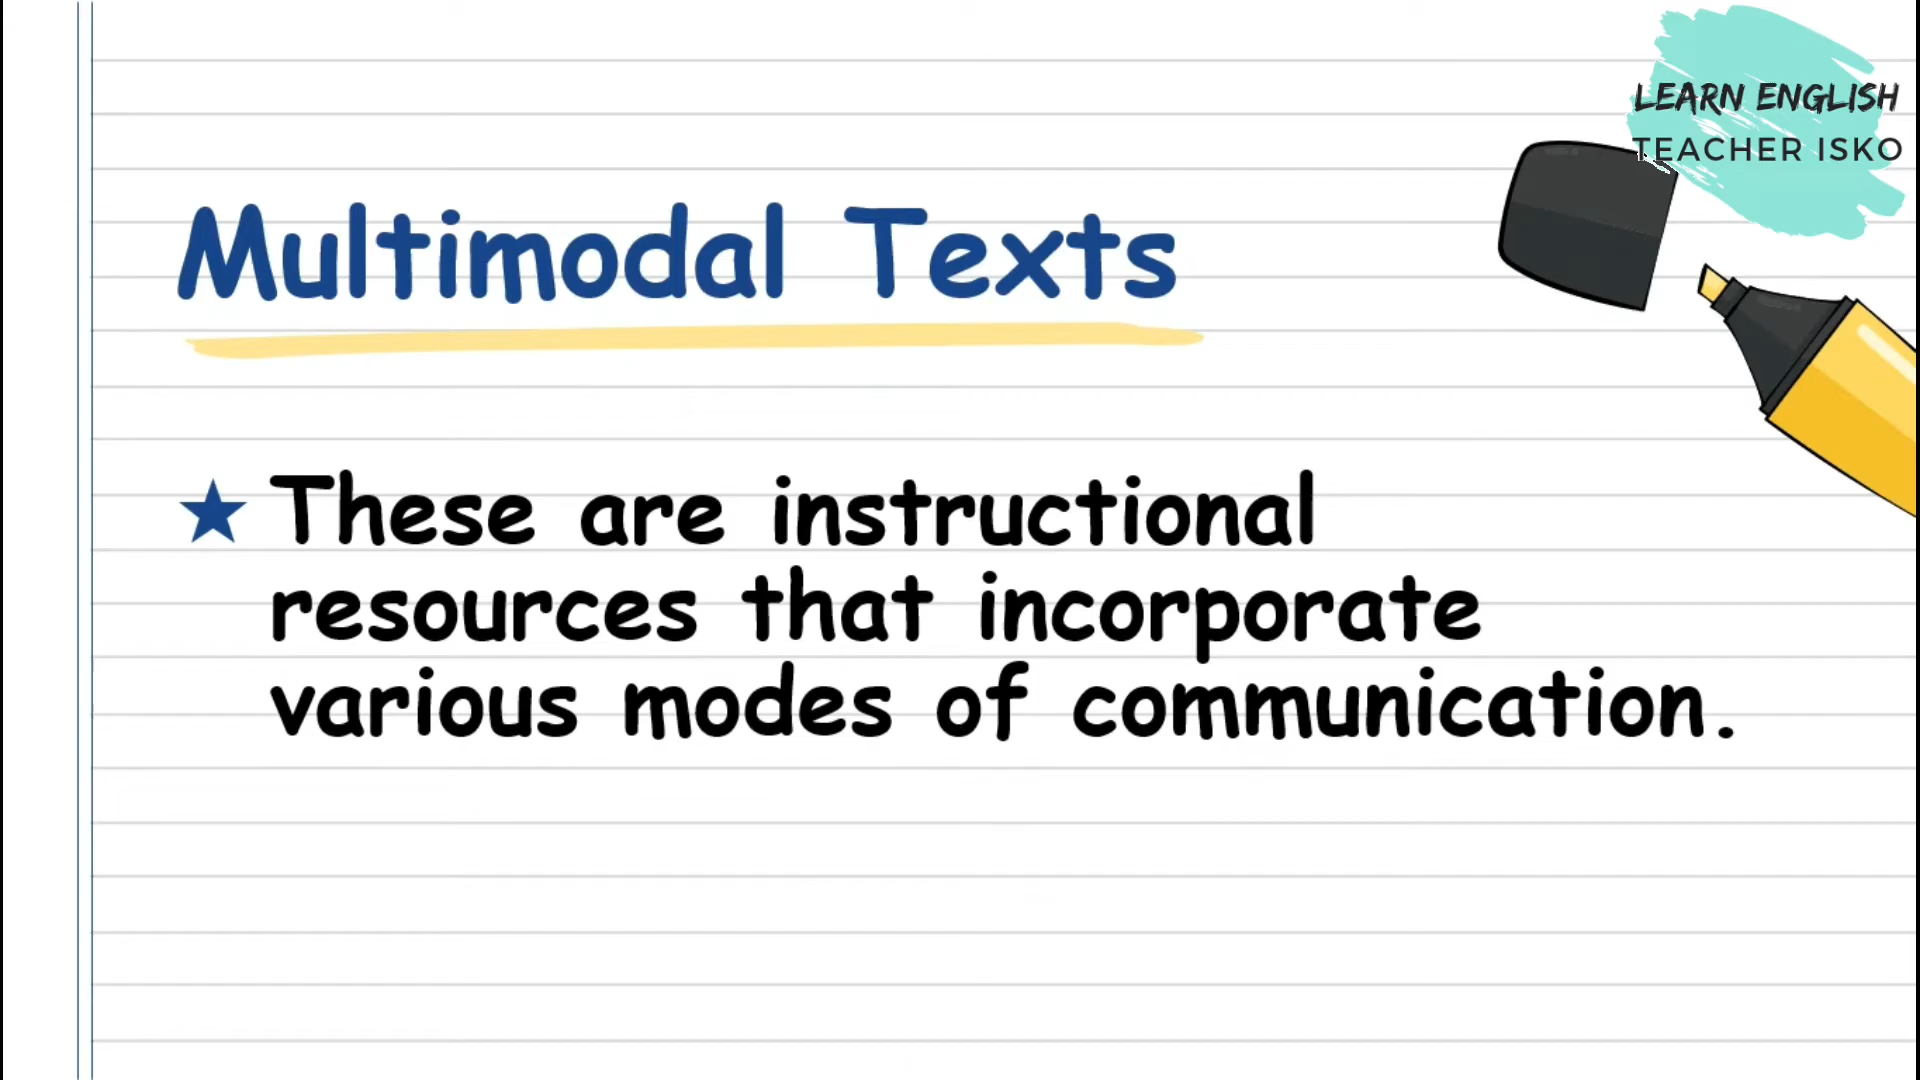 LEARN ENGLISH
TEACHER ISKO
Multimodal Texts
These are instructional
resources that incorporate
various modes of communication.